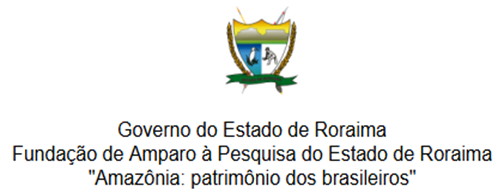 Governo do Estado de Roraima
Fundação de Amparo à Pesquisa do Estado de Roraima
"Amazônia: patrimônio dos brasileiros"